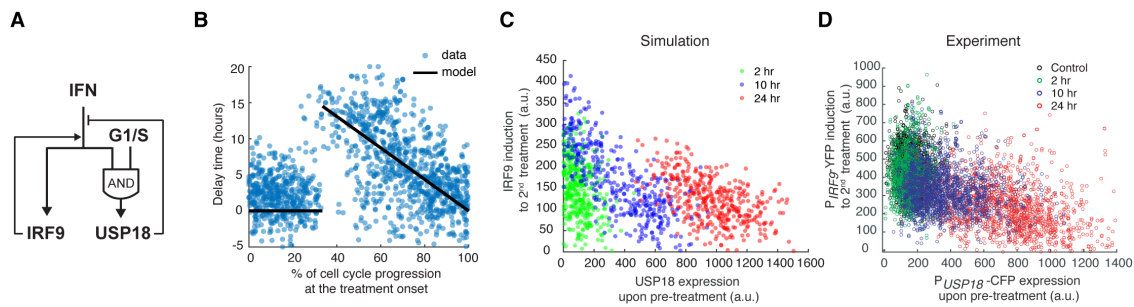 A
IFN
G1/S
AND
IRF9
USP18
B
Delay time (hours)
20
15
10
5
0
-5
0
20
40
60
80
100
data
model
% of cell cycle progression
at the treatment onset
C
Simulation
IRF9 induction
to 2nd treatment (a.u.)
450
400
350
300
250
200
150
100
50
0
0
200
400
600
800
1000
1200
1400
1600
2 hr
10 hr
24 hr
USP18 expression
upon pre-treatment (a.u.)
D
Experiment
PIRF9-YFP induction
to 2nd treatment (a.u.)
1000
900
800
700
600
500
400
300
200
100
0
0
200
400
600
800
1000
1200
1400
Control
2 hr
10 hr
24 hr
PUSP18-CFP expression
upon pre-treatment (a.u.)